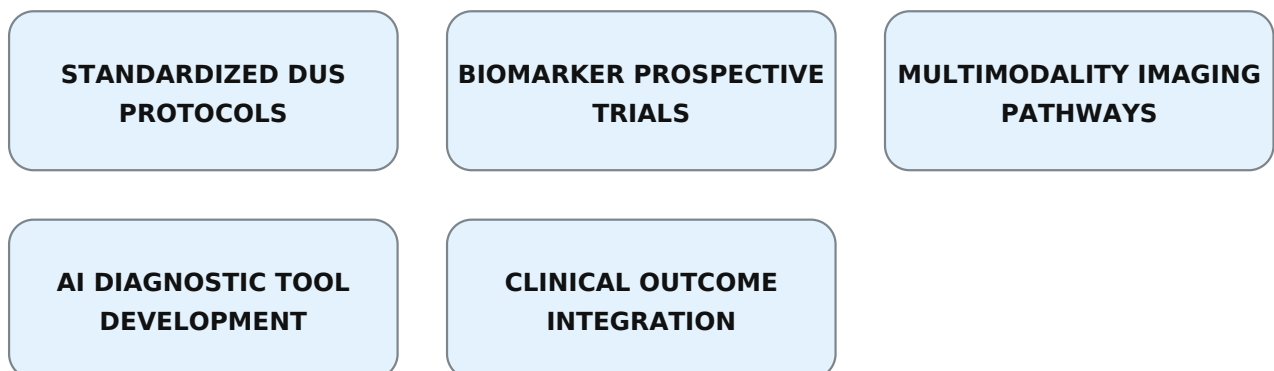 STANDARDIZED DUS
PROTOCOLS
BIOMARKER PROSPECTIVE
TRIALS
MULTIMODALITY IMAGING
PATHWAYS
AI DIAGNOSTIC TOOL
DEVELOPMENT
CLINICAL OUTCOME
INTEGRATION